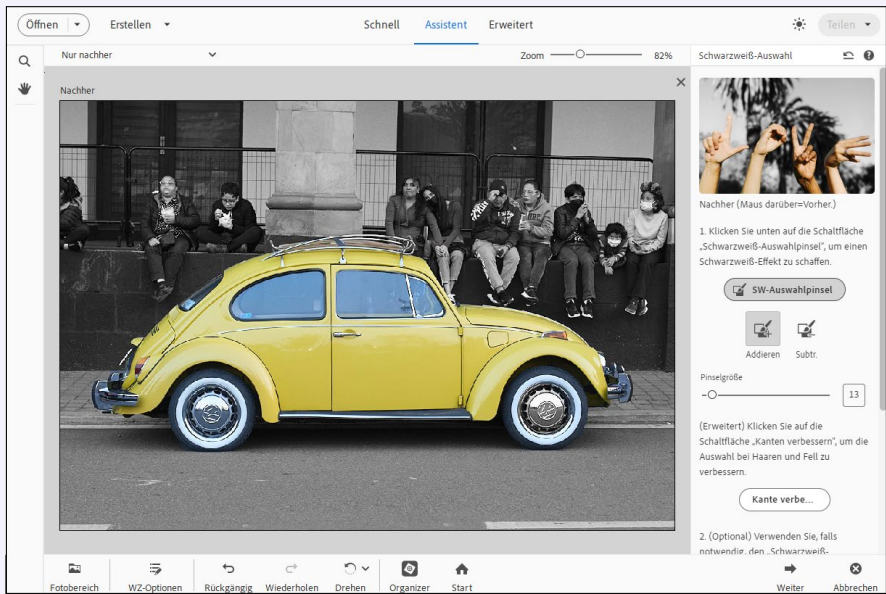 Öffnen
Erstellen
Schnell
Assistent
Erweitert
Teilen
Nur nachher
Zoom
82%
Schwarzweiß-Auswahl
Nachher
Nachher (Maus darüber=Vorher.)
1. Klicken Sie unten auf die Schaltfläche
„Schwarzweiß-Auswahlpinsel“, um einen
Schwarzweiß-Effekt zu schaffen.
SW-Auswahlpinsel
Addieren
Subtr.
Pinselgröße
13
(Erweitert) Klicken Sie auf die
Schaltfläche „Kanten verbessern“, um die
Auswahl bei Haaren und Fell zu
verbessern.
Kante verbe...
2. (Optional) Verwenden Sie, falls
notwendig, den „Schwarzweiß-
Fotobereich
WZ-Optionen
Rückgängig
Wiederholen
Drehen
Organizer
Start
Weiter
Abbrechen